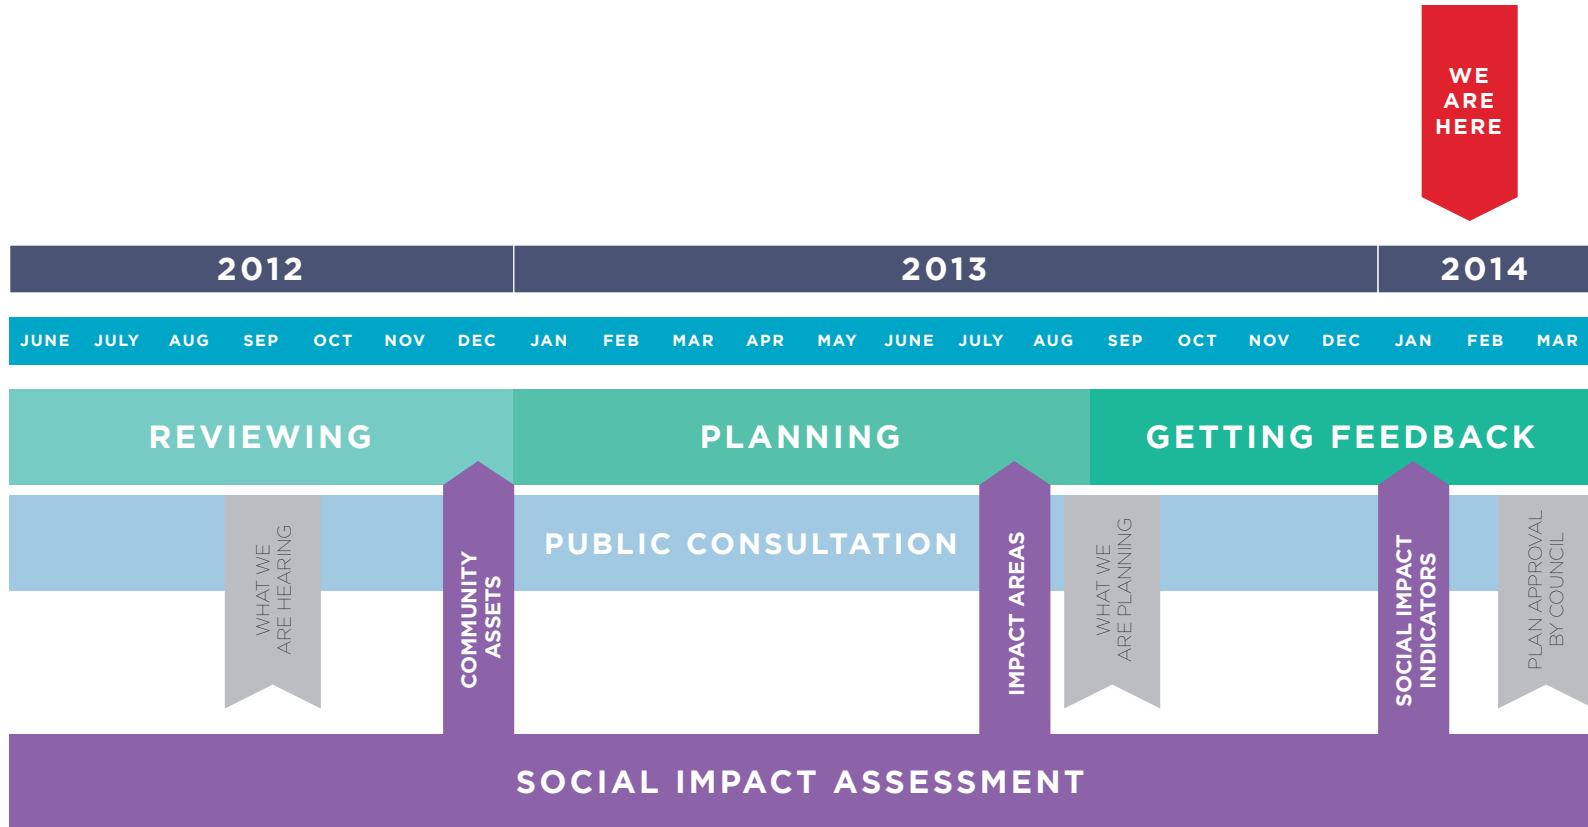 WE
ARE
HERE
2012 2013 2014
JUNE JULY AUG SEP OCT NOV DEC JAN FEB MAR APR MAY JUNE JULY AUG SEP OCT NOV DEC JAN FEB MAR
REVIEWING PLANNING GETTING FEEDBACK
PUBLIC CONSULTATION
WHAT WE
ARE HEARING
COMMUNITY
ASSETS
IMPACT AREAS
WHAT WE
ARE PLANNING
SOCIAL IMPACT
INDICATORS
PLAN APPROVAL
BY COUNCIL
SOCIAL IMPACT ASSESSMENT